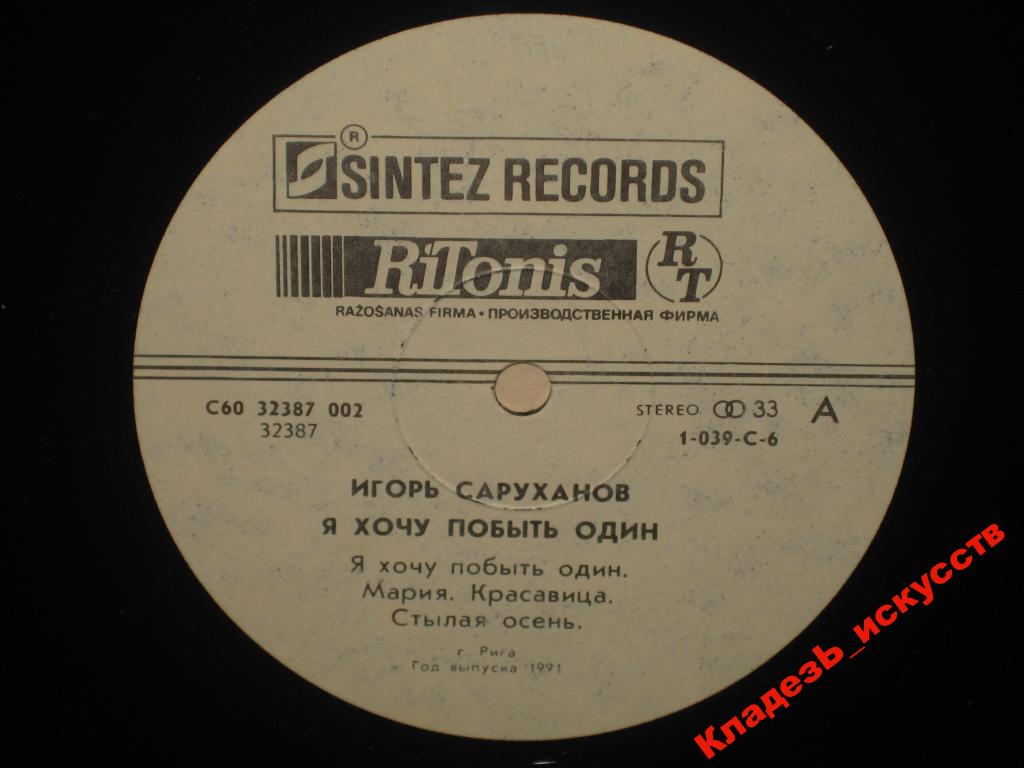 ®
SINTEZ RECORDS
RiTonis RT
RAŽOŠANAS FIRMA • ПРОИЗВОДСТВЕННАЯ ФИРМА
С60 32387 002
32387
STEREO 33 A
1-039-С-6
ИГОРЬ САРУХАНОВ
Я ХОЧУ ПОБЫТЬ ОДИН
Я хочу побыть один.
Мария. Красавица.
Стылая осень.
г. Рига
Год выпуска 1991
КладезЬ_искусств